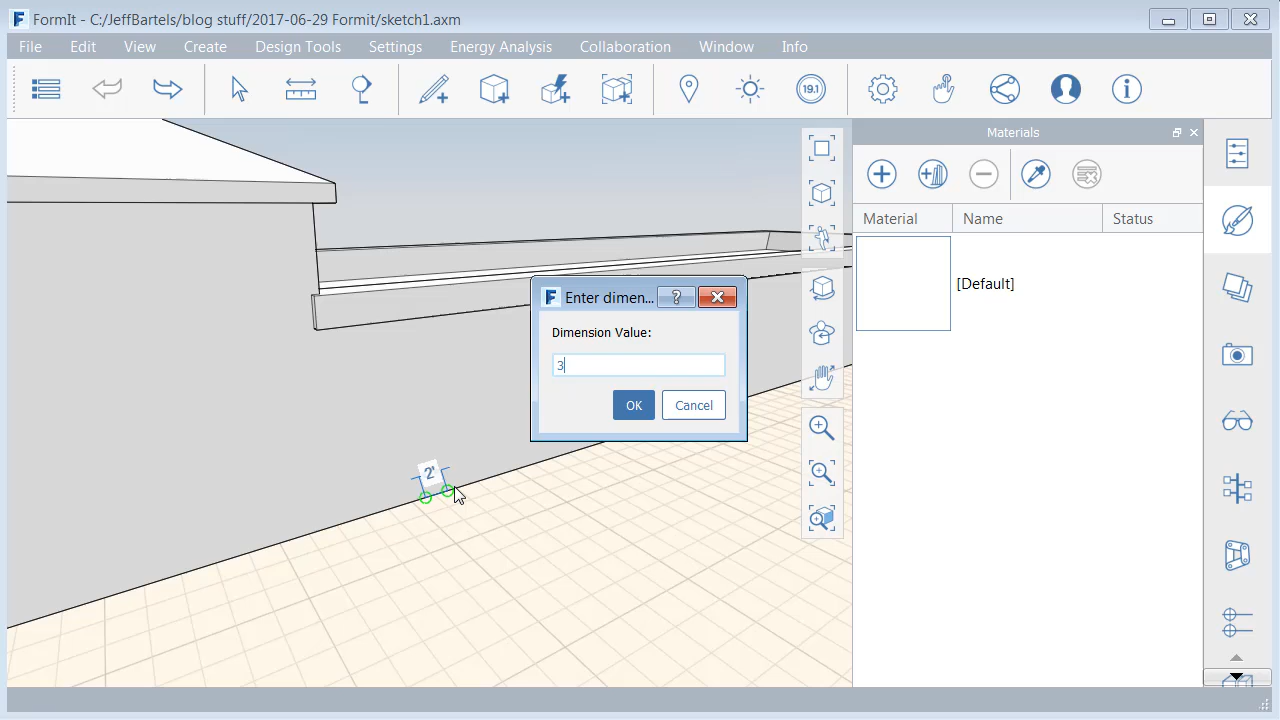 FormIt - C:/JeffBartels/blog stuff/2017-06-29 Formit/sketch1.axm
File Edit View Create Design Tools Settings Energy Analysis Collaboration Window Info
19.1
Materials
Material Name Status
[Default]
Enter dimen...
Dimension Value:
3
OK Cancel
2'